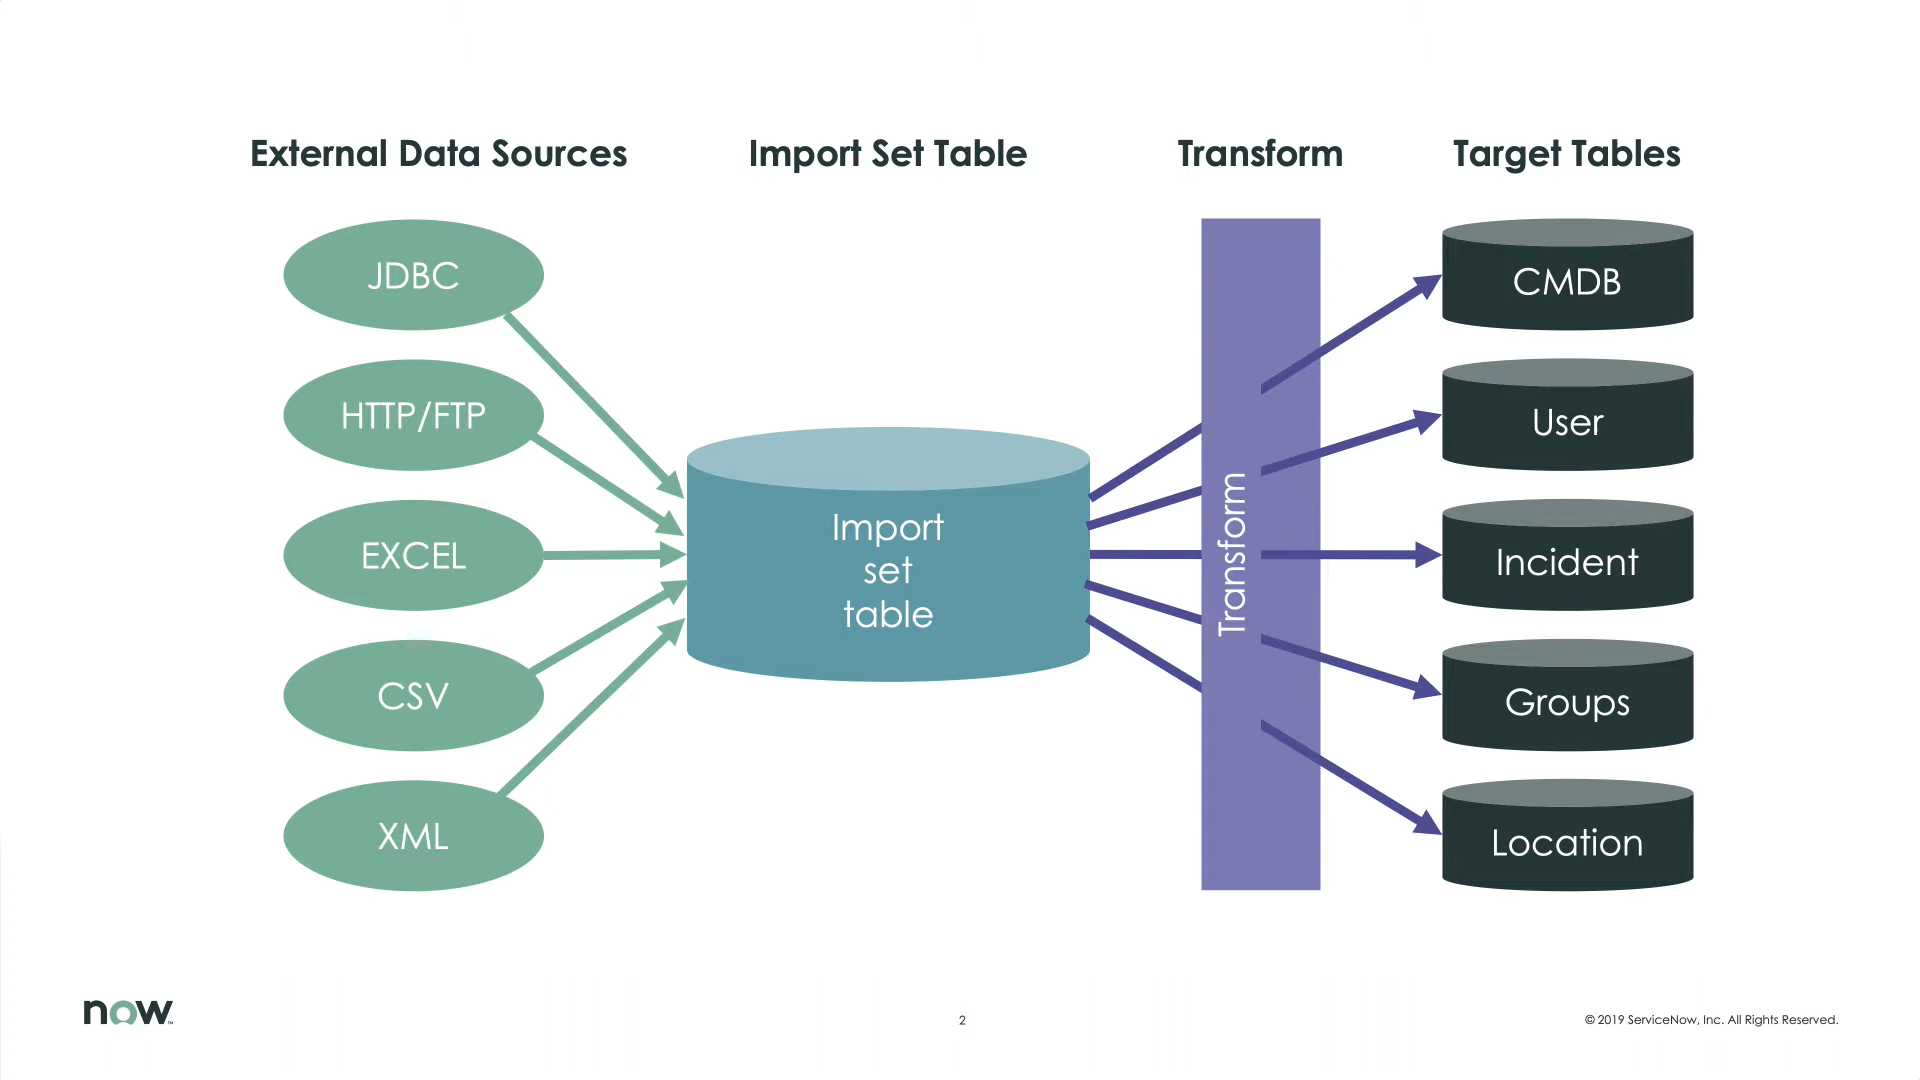 External Data Sources
Import Set Table
Transform
Target Tables
JDBC
HTTP/FTP
EXCEL
CSV
XML
Import
set
table
Transform
CMDB
User
Incident
Groups
Location
now™
2
© 2019 ServiceNow, Inc. All Rights Reserved.